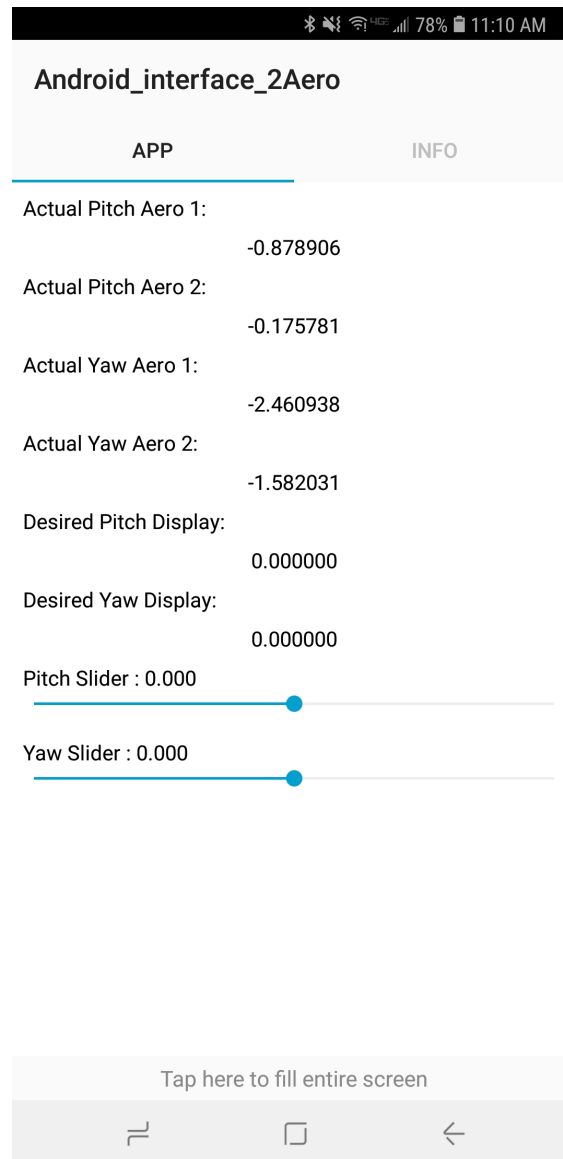 4GE 78% 11:10 AM
Android_interface_2Aero
APP INFO
Actual Pitch Aero 1:
-0.878906
Actual Pitch Aero 2:
-0.175781
Actual Yaw Aero 1:
-2.460938
Actual Yaw Aero 2:
-1.582031
Desired Pitch Display:
0.000000
Desired Yaw Display:
0.000000
Pitch Slider : 0.000
Yaw Slider : 0.000
Tap here to fill entire screen